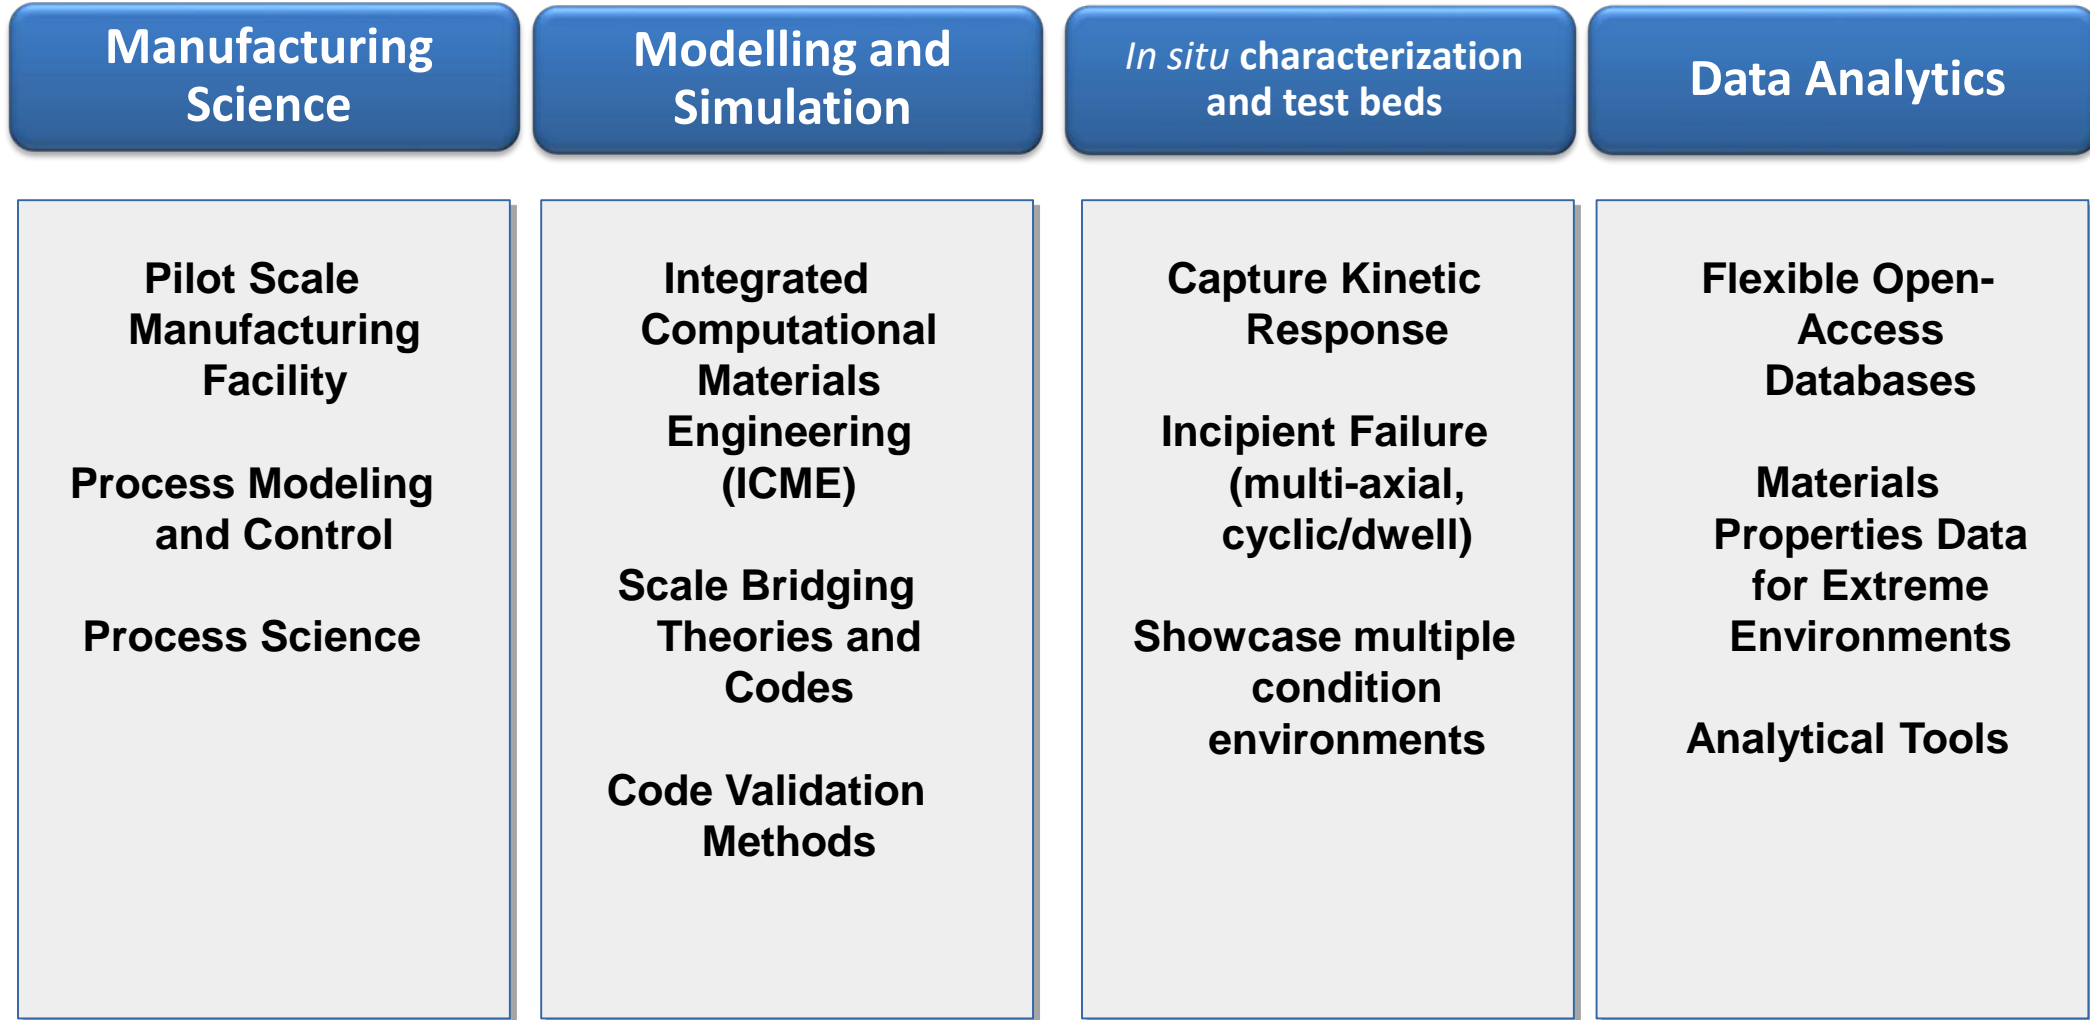 Manufacturing
Science
Modelling and
Simulation
In situ characterization
and test beds
Data Analytics
Pilot Scale
Manufacturing
Facility
Process Modeling
and Control
Process Science
Integrated
Computational
Materials
Engineering
(ICME)
Scale Bridging
Theories and
Codes
Code Validation
Methods
Capture Kinetic
Response
Incipient Failure
(multi-axial,
cyclic/dwell)
Showcase multiple
condition
environments
Flexible Open-
Access
Databases
Materials
Properties Data
for Extreme
Environments
Analytical Tools